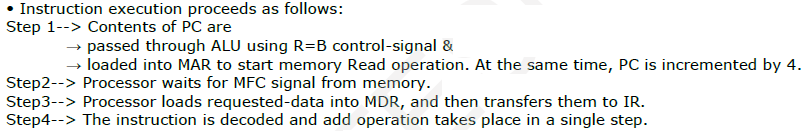 • Instruction execution proceeds as follows:
Step 1--> Contents of PC are
→ passed through ALU using R=B control-signal &
→ loaded into MAR to start memory Read operation. At the same time, PC is incremented by 4.
Step2--> Processor waits for MFC signal from memory.
Step3--> Processor loads requested-data into MDR, and then transfers them to IR.
Step4--> The instruction is decoded and add operation takes place in a single step.